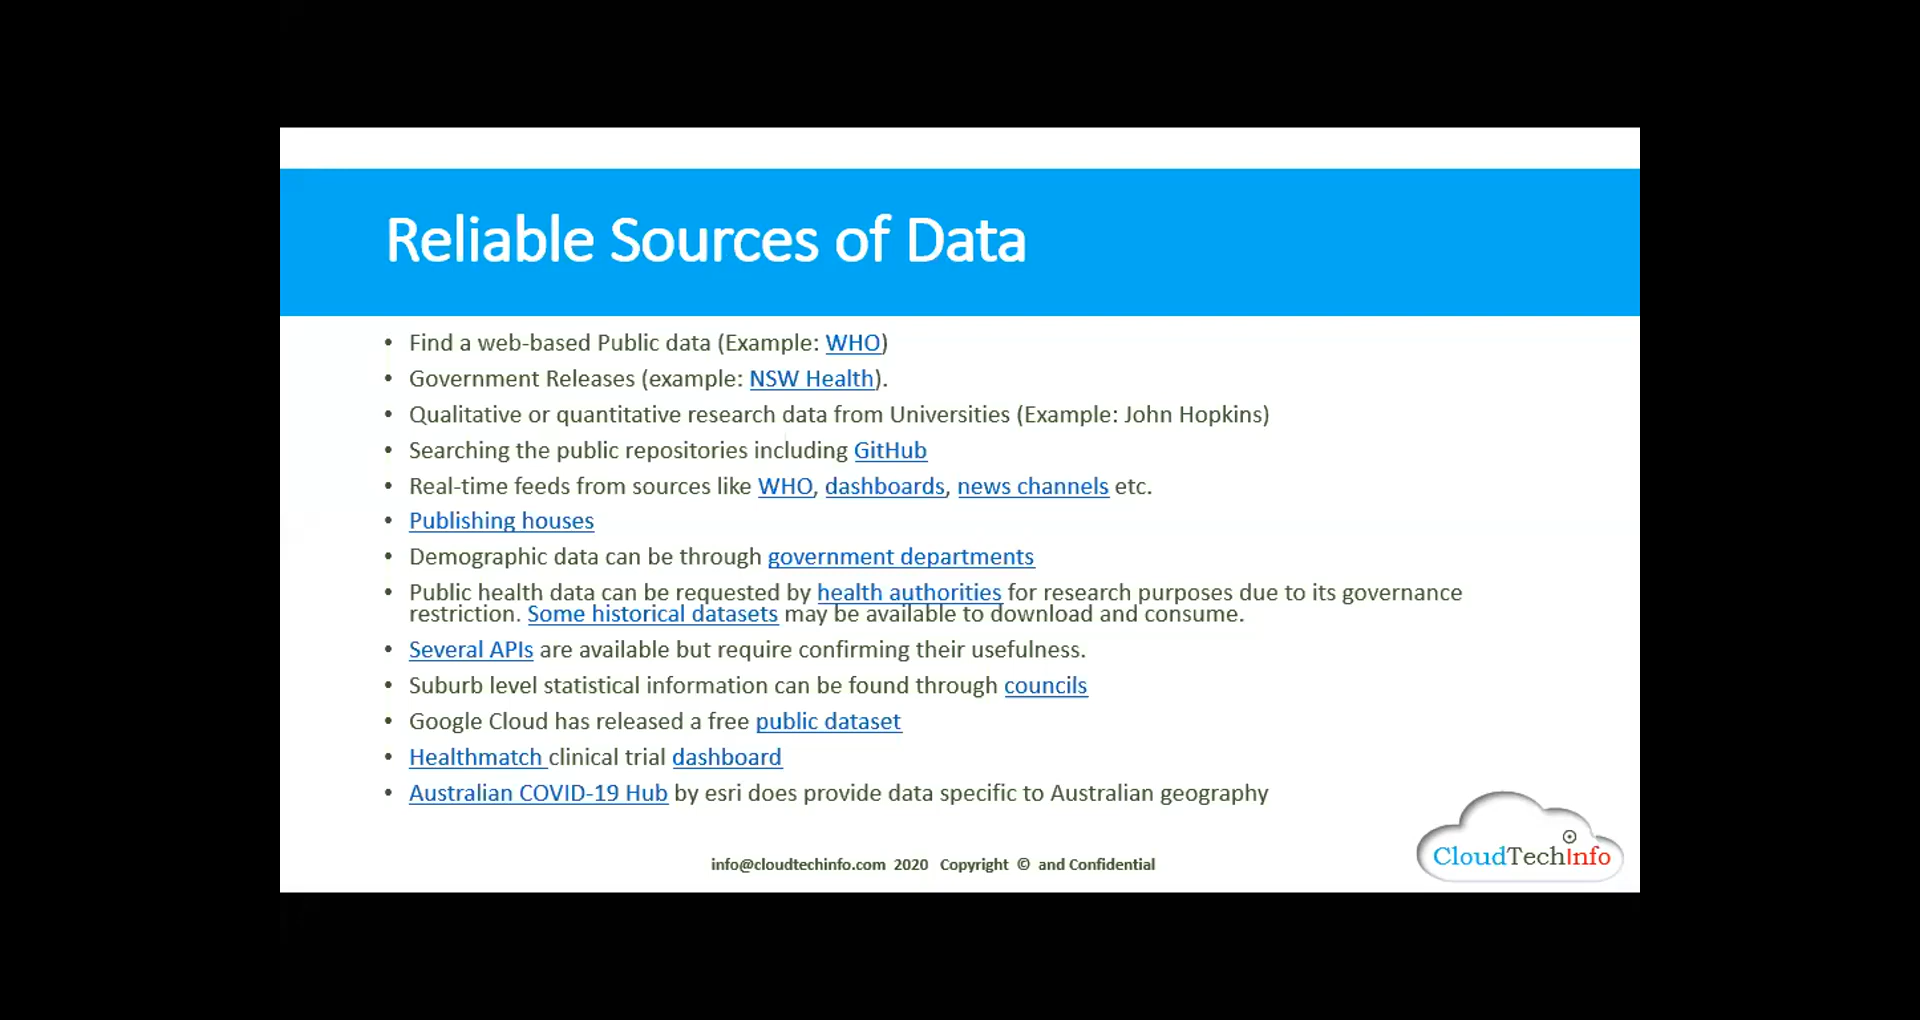 Reliable Sources of Data
• Find a web-based Public data (Example: WHO)
• Government Releases (example: NSW Health).
• Qualitative or quantitative research data from Universities (Example: John Hopkins)
• Searching the public repositories including GitHub
• Real-time feeds from sources like WHO, dashboards, news channels etc.
• Publishing houses
• Demographic data can be through government departments
• Public health data can be requested by health authorities for research purposes due to its governance
restriction. Some historical datasets may be available to download and consume.
• Several APIs are available but require confirming their usefulness.
• Suburb level statistical information can be found through councils
• Google Cloud has released a free public dataset
• Healthmatch clinical trial dashboard
• Australian COVID-19 Hub by esri does provide data specific to Australian geography
CloudTechInfo
info@cloudtechinfo.com 2020 Copyright © and Confidential